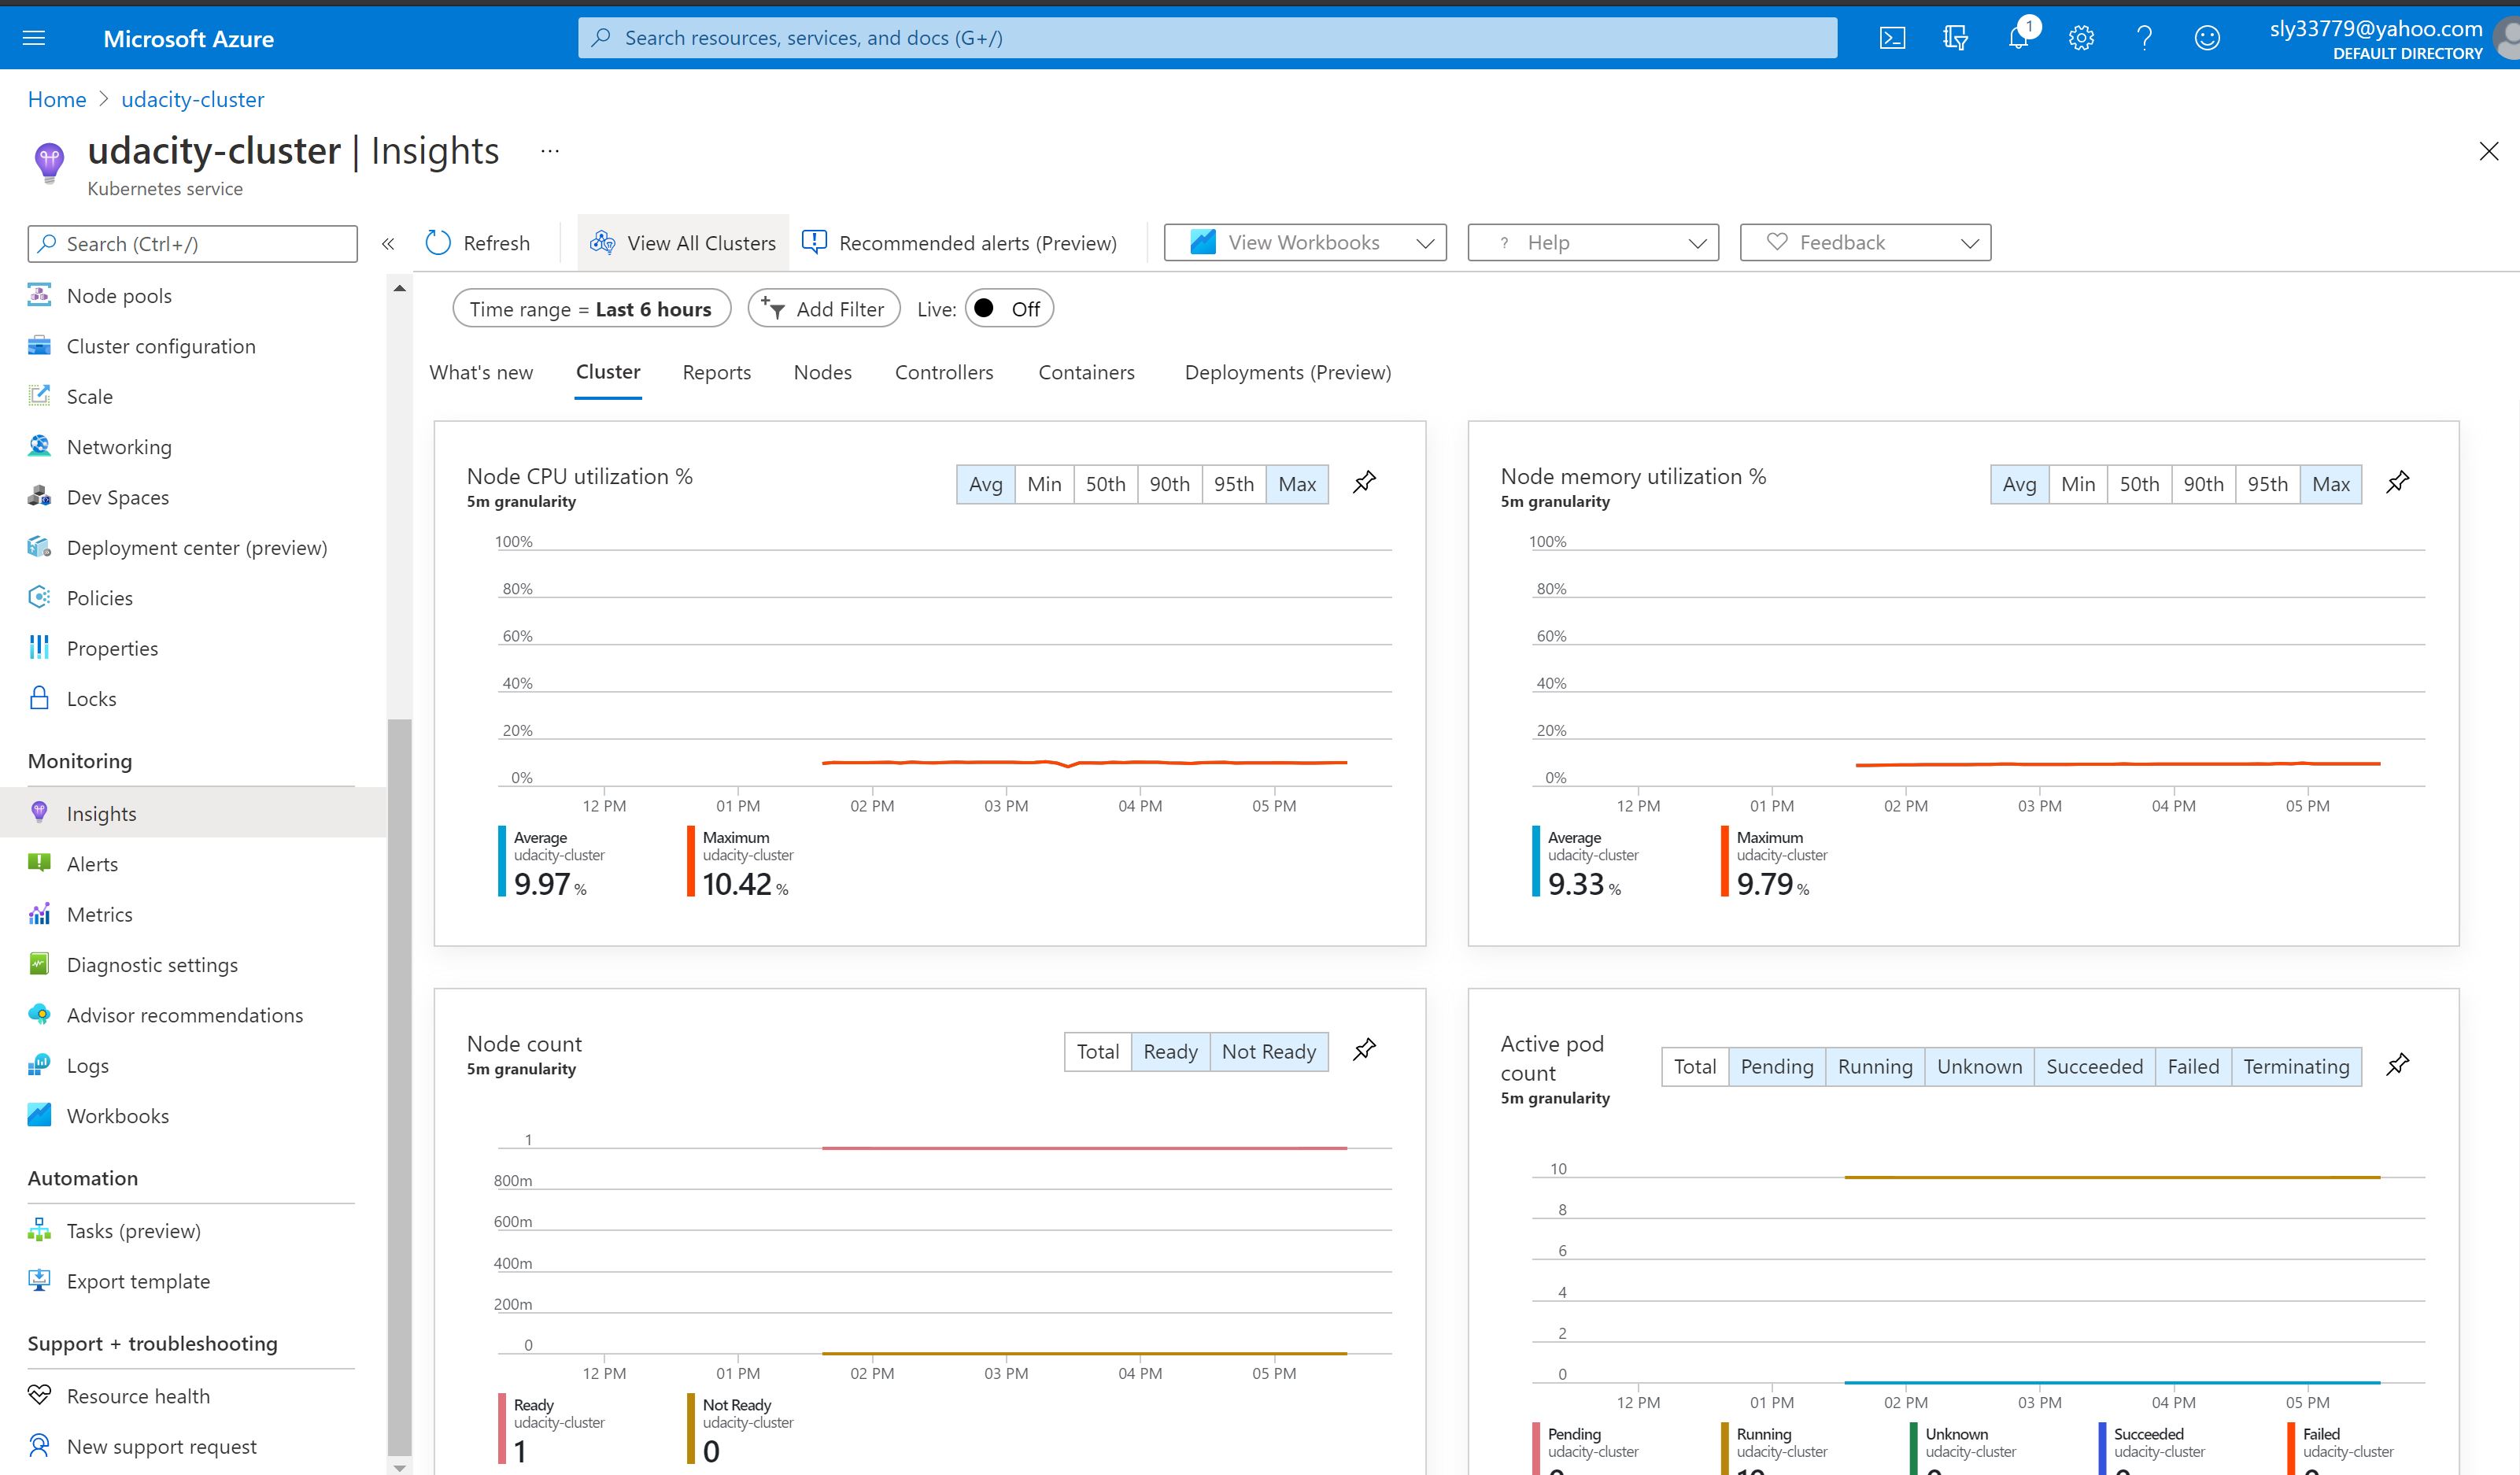 Microsoft Azure
Search resources, services, and docs (G+/)
1
sly33779@yahoo.com
DEFAULT DIRECTORY
Home > udacity-cluster
udacity-cluster | Insights ...
Kubernetes service
Search (Ctrl+/)
«
Refresh
View All Clusters
Recommended alerts (Preview)
View Workbooks
? Help
Feedback
Node pools
Cluster configuration
Scale
Networking
Dev Spaces
Deployment center (preview)
Policies
Properties
Locks
Monitoring
Insights
Alerts
Metrics
Diagnostic settings
Advisor recommendations
Logs
Workbooks
Automation
Tasks (preview)
Export template
Support + troubleshooting
Resource health
New support request
Time range = Last 6 hours
Add Filter
Live: Off
What's new Cluster Reports Nodes Controllers Containers Deployments (Preview)
Node CPU utilization %
5m granularity
Avg Min 50th 90th 95th Max
100%
80%
60%
40%
20%
0%
12 PM 01 PM 02 PM 03 PM 04 PM 05 PM
Average
udacity-cluster
9.97 %
Maximum
udacity-cluster
10.42 %
Node memory utilization %
5m granularity
Avg Min 50th 90th 95th Max
100%
80%
60%
40%
20%
0%
12 PM 01 PM 02 PM 03 PM 04 PM 05 PM
Average
udacity-cluster
9.33 %
Maximum
udacity-cluster
9.79 %
Node count
5m granularity
Total Ready Not Ready
1
800m
600m
400m
200m
0
12 PM 01 PM 02 PM 03 PM 04 PM 05 PM
Ready
udacity-cluster
1
Not Ready
udacity-cluster
0
Active pod
count
5m granularity
Total Pending Running Unknown Succeeded Failed Terminating
10
8
6
4
2
0
12 PM 01 PM 02 PM 03 PM 04 PM 05 PM
Pending
udacity-cluster
Running
udacity-cluster
Unknown
udacity-cluster
Succeeded
udacity-cluster
Failed
udacity-cluster